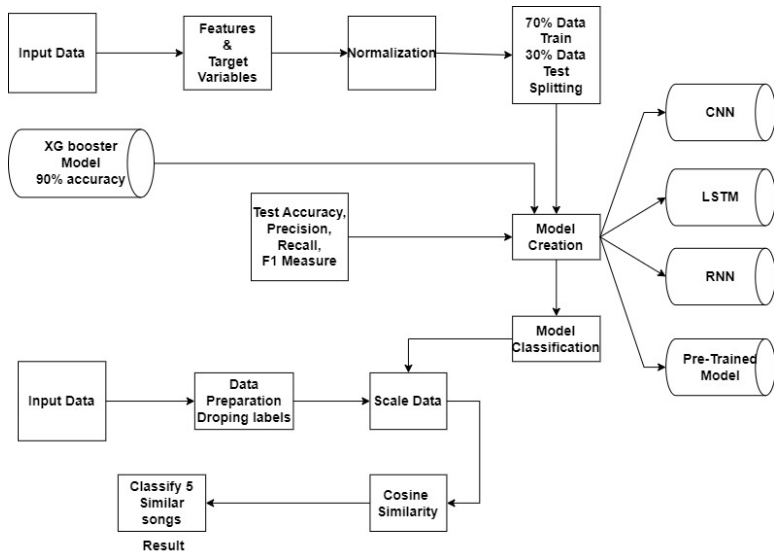 Input Data
Features
&
Target
Variables
Normalization
70% Data
Train
30% Data
Test
Splitting
CNN
XG booster
Model
90% accuracy
LSTM
Test Accuracy,
Precision,
Recall,
F1 Measure
Model
Creation
RNN
Model
Classification
Pre-Trained
Model
Input Data
Data
Preparation
Droping labels
Scale Data
Classify 5
Similar
songs
Cosine
Similarity
Result